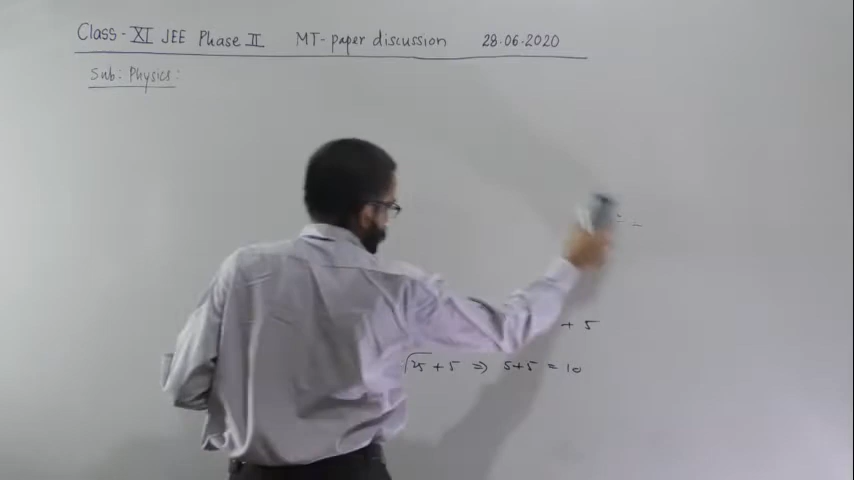 Class - XI JEE Phase II MT- paper discussion 28.06.2020
Sub: Physics:
+ 5
√25 + 5 => 5+5 = 10